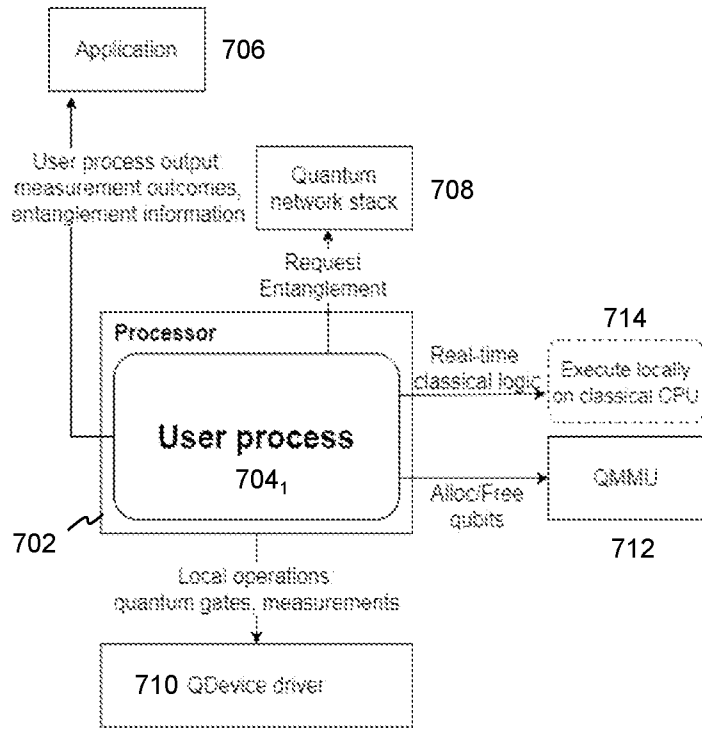 Application
706
User process output
measurement outcomes,
entanglement information
Quantum
network stack
708
Request
Entanglement
Processor
714
Real-time
classical logic
Execute locally
on classical CPU
User process
704₁
QMMU
Alloc/Free
qubits
702
712
Local operations
quantum gates, measurements
710 QDevice driver